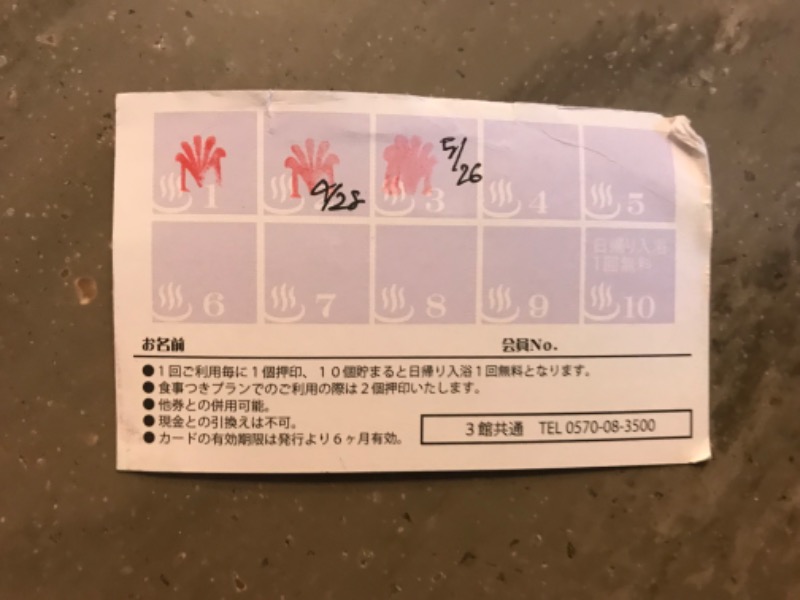 1
2
3
4
5
4/28
5/26
6
7
8
9
10
日帰り入浴
1回無料
お名前
会員No.
●1回ご利用毎に1個押印、10個貯まると日帰り入浴1回無料となります。
●食事つきプランでのご利用の際は2個押印いたします。
●他券との併用可能。
●現金との引換えは不可。
●カードの有効期限は発行より6ヶ月有効。
3館共通 TEL 0570-08-3500